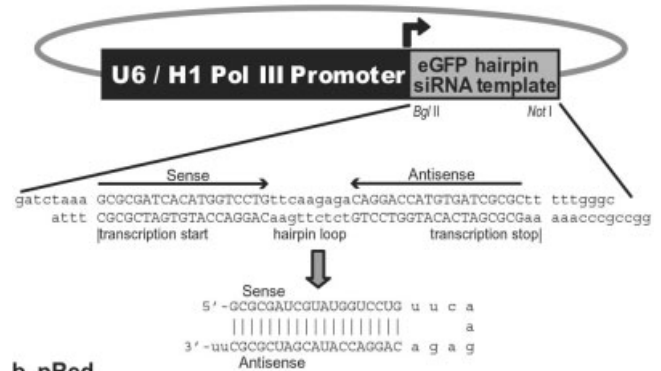 U6 / H1 Pol III Promoter
eGFP hairpin
siRNA template
Bgl II Not I
Sense Antisense
gatctaaa GCGCGATCACATGGTCCTGttcaagagaCAGGACCATGTGATCGCGCtt tttgggc
attt CGCGCTAGTGTACCAGGACaagttctctGTCCTGGTACACTAGCGCGaa aaacccgccgg
|transcription start hairpin loop transcription stop|
Sense
5'-GCGCGAUCGUAUGGUCCUG u u c a
a
3'-uuCGCGCUAGCAUACCAGGAC a g a g
Antisense